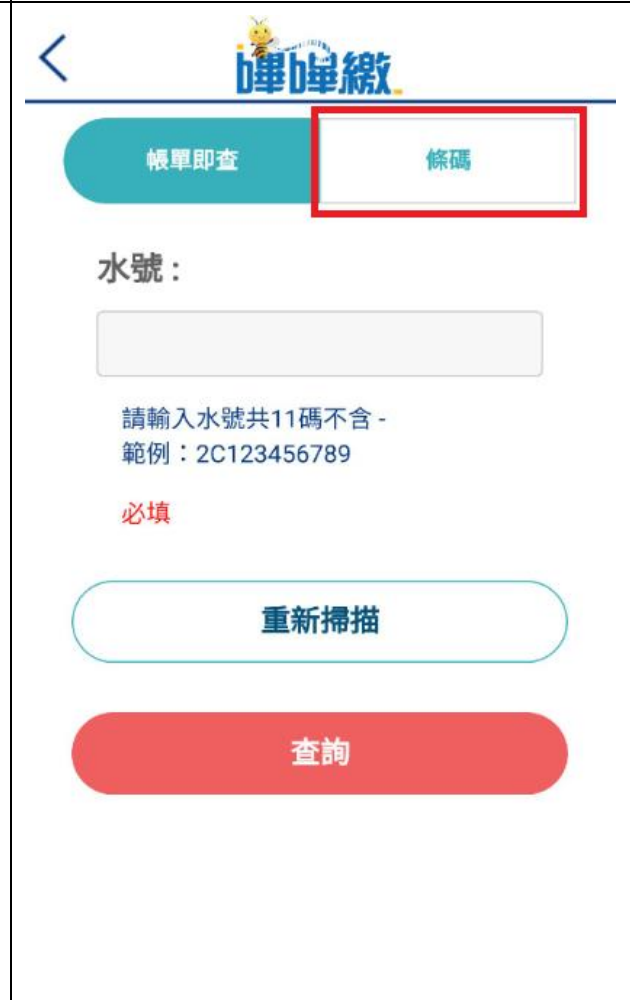 嗶嗶繳
帳單即查
條碼
水號：
請輸入水號共11碼不含 -
範例：2C123456789
必填
重新掃描
查詢